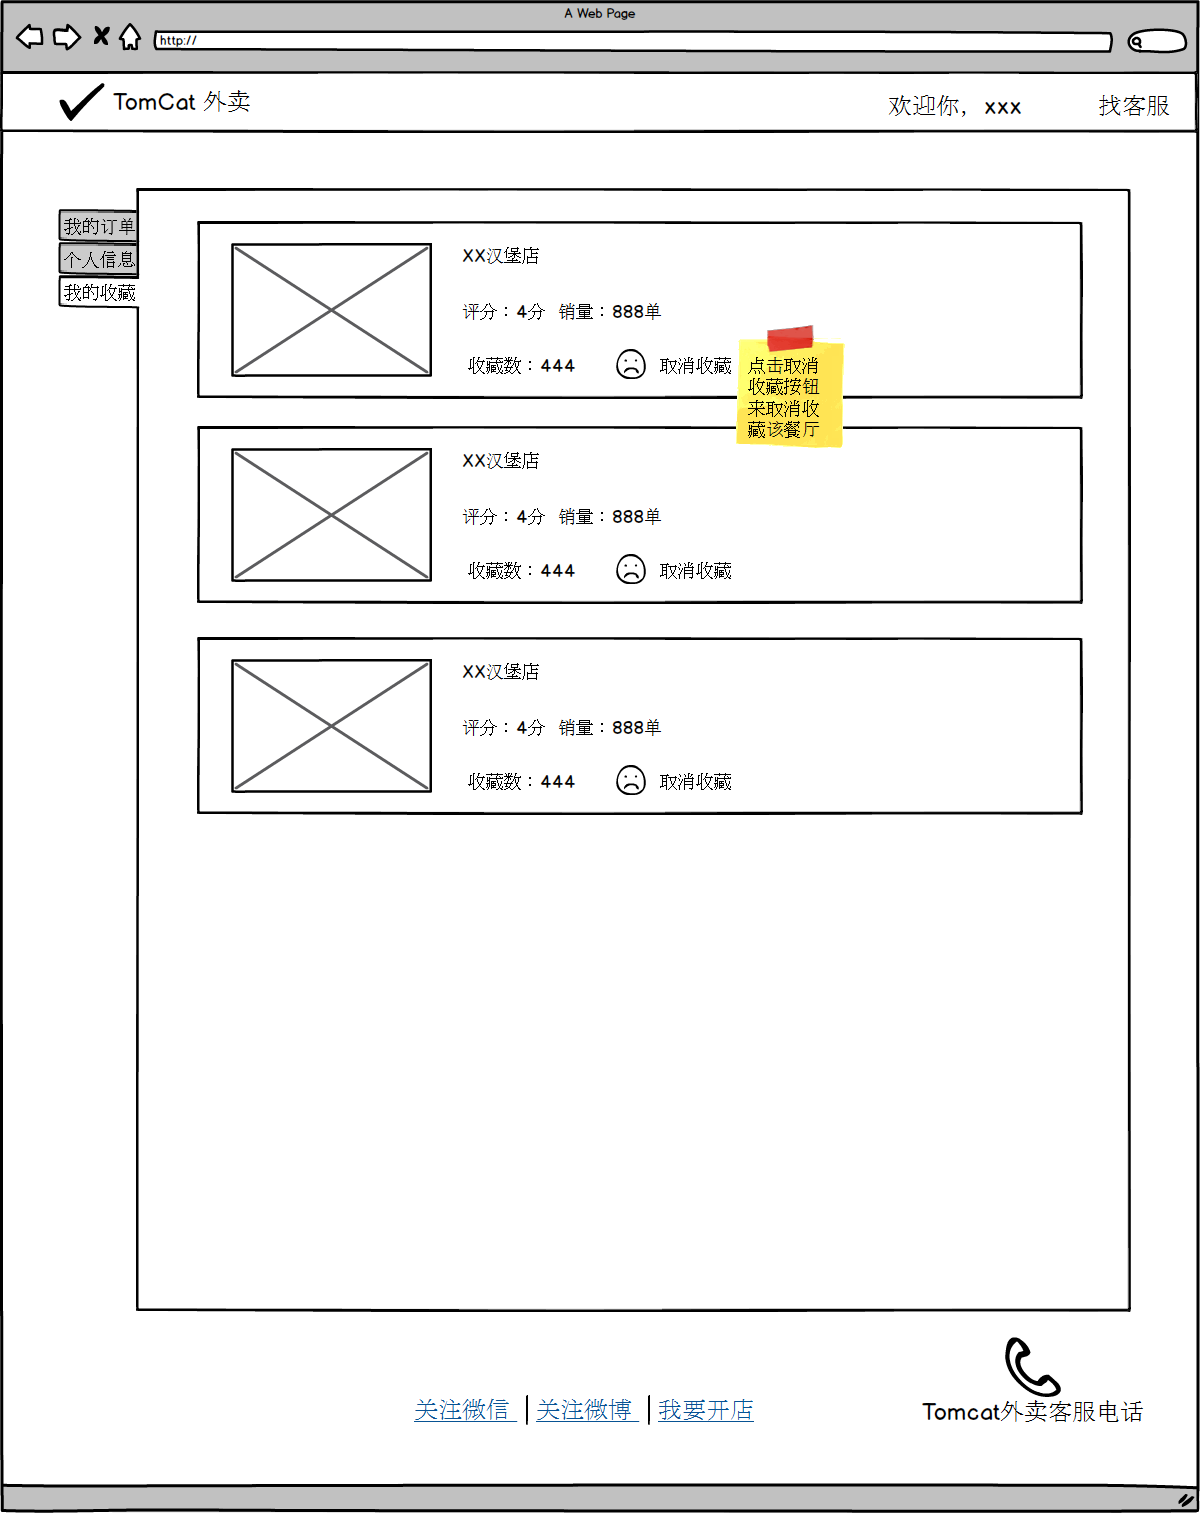 A Web Page
http://
TomCat 外卖
欢迎你，xxx
找客服
我的订单
个人信息
我的收藏
XX汉堡店
评分：4分 销量：888单
收藏数：444
取消收藏
点击取消
收藏按钮
来取消收
藏该餐厅
XX汉堡店
评分：4分 销量：888单
收藏数：444
取消收藏
XX汉堡店
评分：4分 销量：888单
收藏数：444
取消收藏
关注微信
关注微博
我要开店
Tomcat外卖客服电话